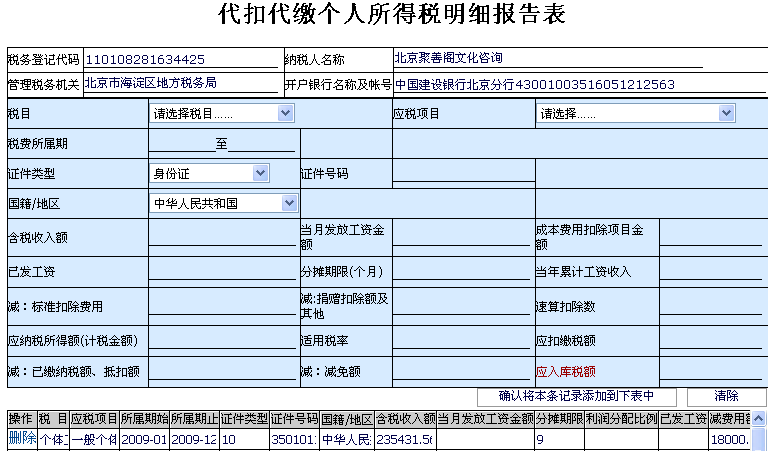 代扣代缴个人所得税明细报告表
税务登记代码 110108281634425 纳税人名称 北京聚善阁文化咨询
管理税务机关 北京市海淀区地方税务局 开户银行名称及帐号 中国建设银行北京分行43001003516051212563
税目 请选择税目...... 应税项目 请选择......
税费所属期 至
证件类型 身份证 证件号码
国籍/地区 中华人民共和国
含税收入额 当月发放工资金额 成本费用扣除项目金额
已发工资 分摊期限(个月) 当年累计工资收入
减：标准扣除费用 减:捐赠扣除额及其他 速算扣除数
应纳税所得额(计税金额) 适用税率 应扣缴税额
减：已缴纳税额、抵扣额 减：减免额 应入库税额
确认将本条记录添加到下表中 清除
操作 税 目 应税项目 所属期始 所属期止 证件类型 证件号码 国籍/地区 含税收入额 当月发放工资金额 分摊期限 利润分配比例 已发工资 减费用额
删除 个体工 一般个体 2009-01 2009-12 10 350101 中华人民共 235431.56 9 18000.